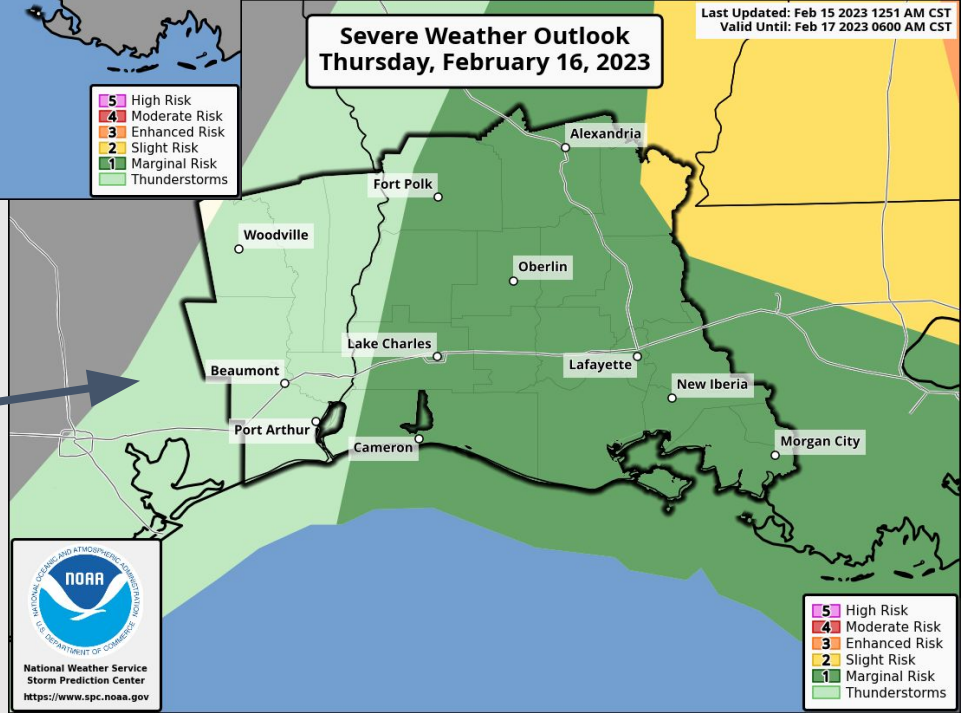 Severe Weather Outlook
Thursday, February 16, 2023
Last Updated: Feb 15 2023 1251 AM CST
Valid Until: Feb 17 2023 0600 AM CST
5 High Risk
4 Moderate Risk
3 Enhanced Risk
2 Slight Risk
1 Marginal Risk
Thunderstorms
Alexandria
Fort Polk
Woodville
Oberlin
Lake Charles
Lafayette
Beaumont
New Iberia
Port Arthur
Cameron
Morgan City
NATIONAL OCEANIC AND ATMOSPHERIC ADMINISTRATION
NOAA
U.S. DEPARTMENT OF COMMERCE
National Weather Service
Storm Prediction Center
https://www.spc.noaa.gov
5 High Risk
4 Moderate Risk
3 Enhanced Risk
2 Slight Risk
1 Marginal Risk
Thunderstorms